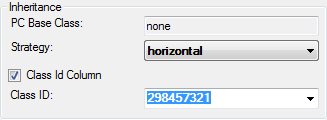 Inheritance
PC Base Class: none
Strategy: horizontal
Class Id Column
Class ID: 298457321